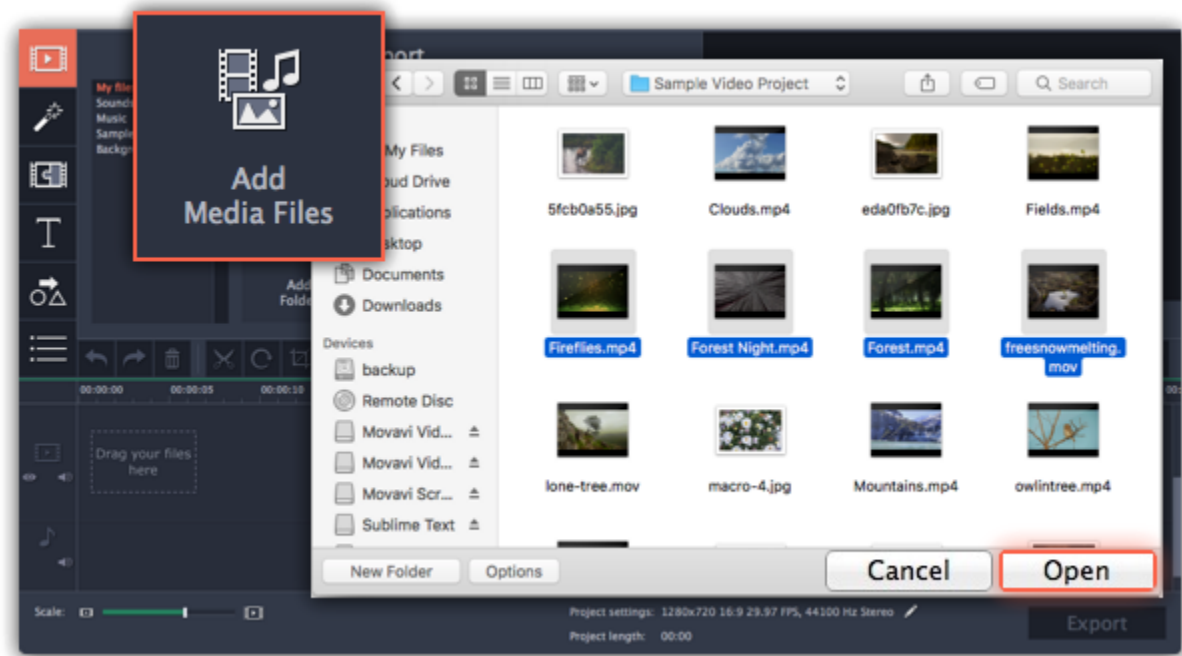 Add
Media Files
My
Sample Video Project
Search
My Files
Drive
Documents
Downloads
Devices
backup
Remote Disc
Movavi Vid...
Movavi Vid...
Movavi Scr...
Sublime Text
5fcb0a55.jpg
Clouds.mp4
eda0fb7c.jpg
Fields.mp4
Fireflies.mp4
Forest Night.mp4
Forest.mp4
freesnowmelting.
mov
lone-tree.mov
macro-4.jpg
Mountains.mp4
owlintree.mp4
New Folder
Options
Cancel
Open
Music
00:00:00
00:00:05
00:00:10
Drag your files
here
Scale:
Project settings: 1280x720 16:9 29.97 FPS, 44100 Hz Stereo
Project length: 00:00
Export